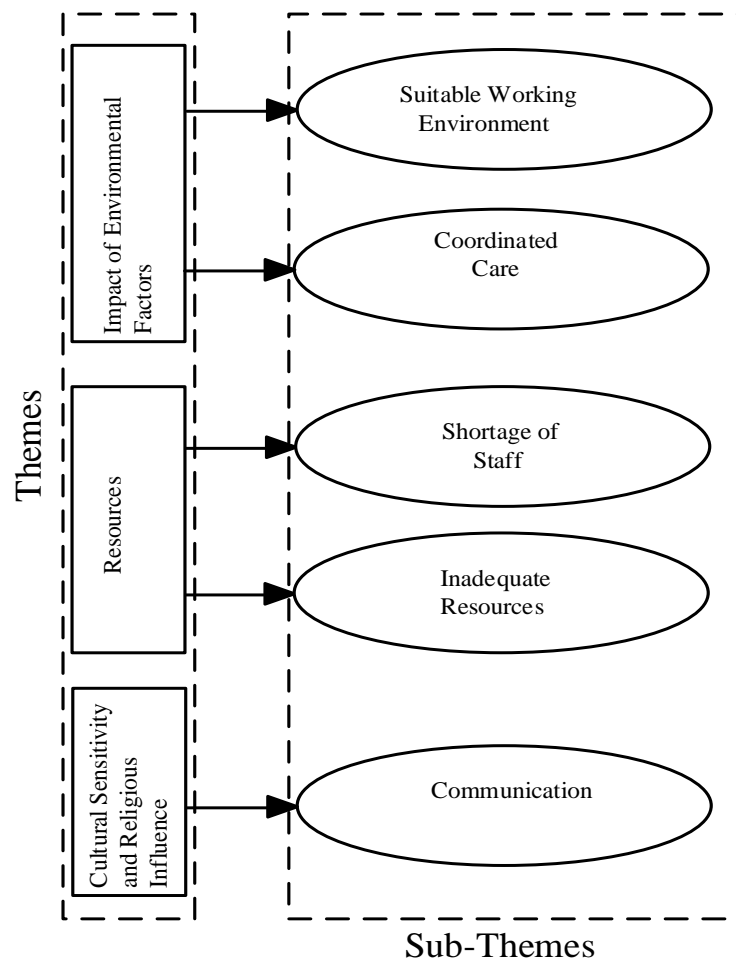 Themes
Impact of Environmental
Factors
Suitable Working
Environment
Coordinated
Care
Resources
Shortage of
Staff
Inadequate
Resources
Cultural Sensitivity
and Religious
Influence
Communication
Sub-Themes